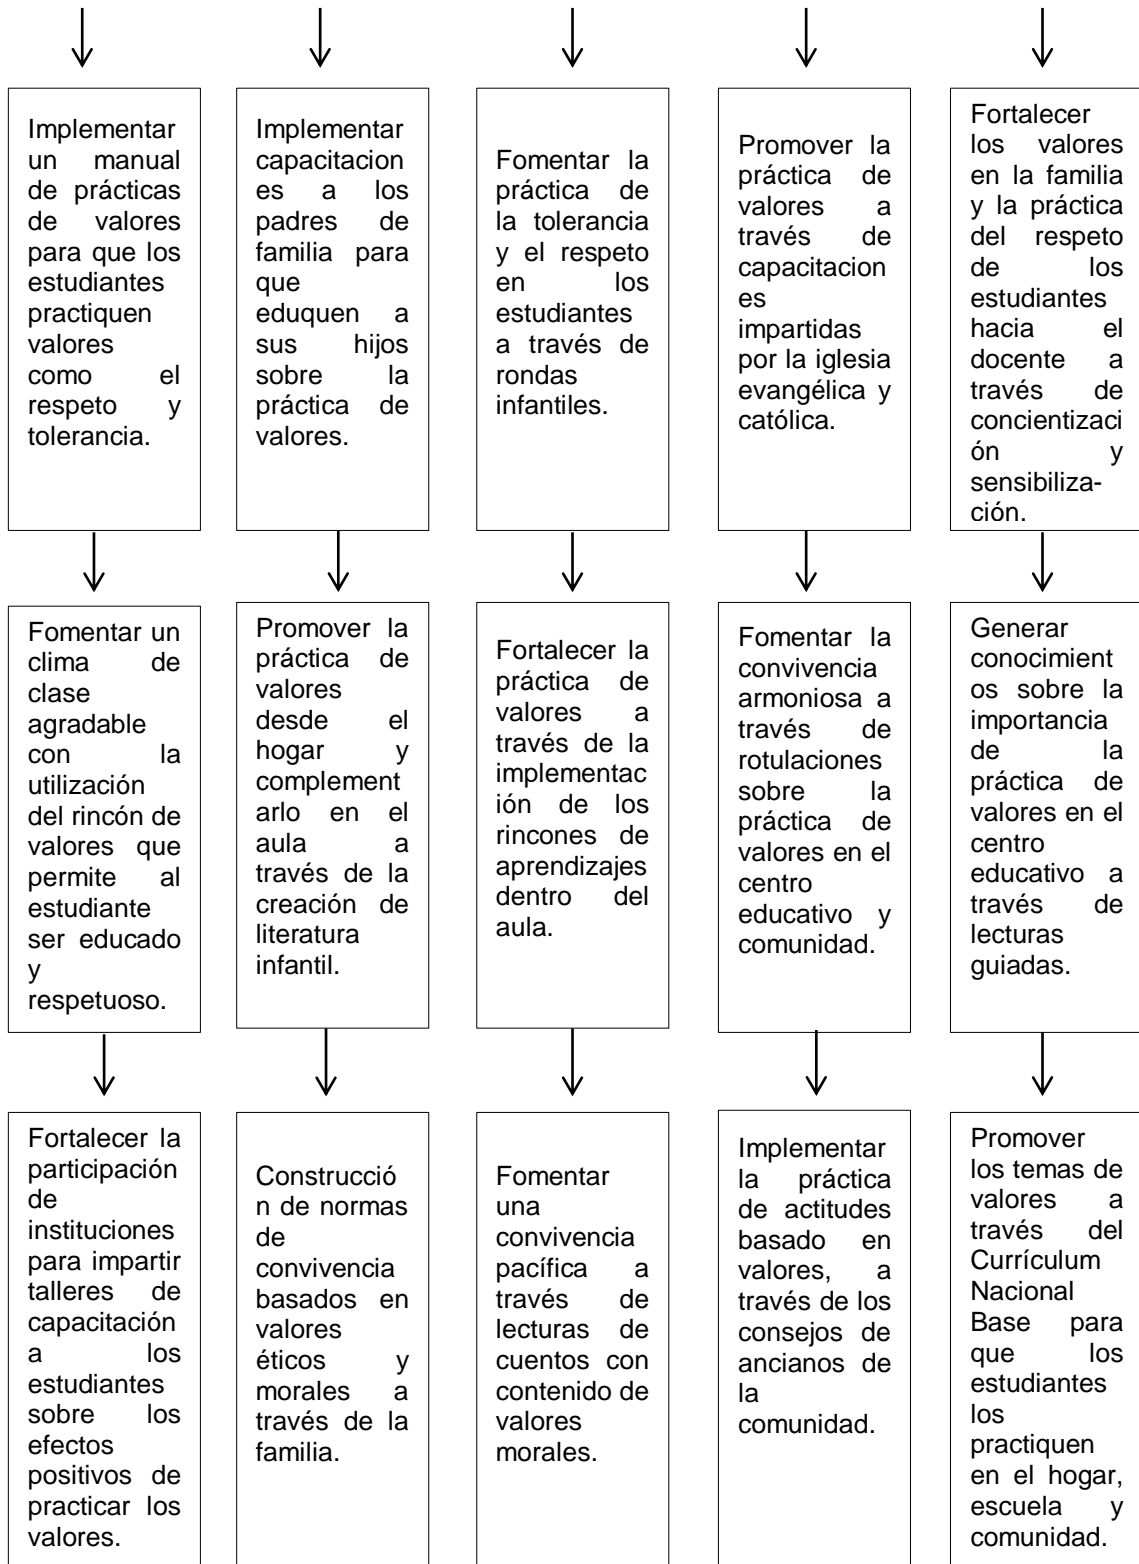 Implementar
un manual
de prácticas
de valores
para que los
estudiantes
practiquen
valores
como el
respeto y
tolerancia.
Implementar
capacitacion
es a los
padres de
familia para
que
eduquen a
sus hijos
sobre la
práctica de
valores.
Fomentar la
práctica de
la tolerancia
y el respeto
en los
estudiantes
a través de
rondas
infantiles.
Promover la
práctica de
valores a
través de
capacitacion
es
impartidas
por la iglesia
evangélica y
católica.
Fortalecer
los valores
en la familia
y la práctica
del respeto
de los
estudiantes
hacia el
docente a
través de
concientizaci
ón y
sensibiliza-
ción.
Fomentar un
clima de
clase
agradable
con la
utilización
del rincón de
valores que
permite al
estudiante
ser educado
y
respetuoso.
Promover la
práctica de
valores
desde el
hogar y
complement
arlo en el
aula a
través de la
creación de
literatura
infantil.
Fortalecer la
práctica de
valores a
través de la
implementac
ión de los
rincones de
aprendizajes
dentro del
aula.
Fomentar la
convivencia
armoniosa a
través de
rotulaciones
sobre la
práctica de
valores en el
centro
educativo y
comunidad.
Generar
conocimient
os sobre la
importancia
de la
práctica de
valores en el
centro
educativo a
través de
lecturas
guiadas.
Fortalecer la
participación
de
instituciones
para impartir
talleres de
capacitación
a los
estudiantes
sobre los
efectos
positivos de
practicar los
valores.
Construcció
n de normas
de
convivencia
basados en
valores
éticos y
morales a
través de la
familia.
Fomentar
una
convivencia
pacífica a
través de
lecturas de
cuentos con
contenido de
valores
morales.
Implementar
la práctica
de actitudes
basado en
valores, a
través de los
consejos de
ancianos de
la
comunidad.
Promover
los temas de
valores a
través del
Currículum
Nacional
Base para
que los
estudiantes
los
practiquen
en el hogar,
escuela y
comunidad.